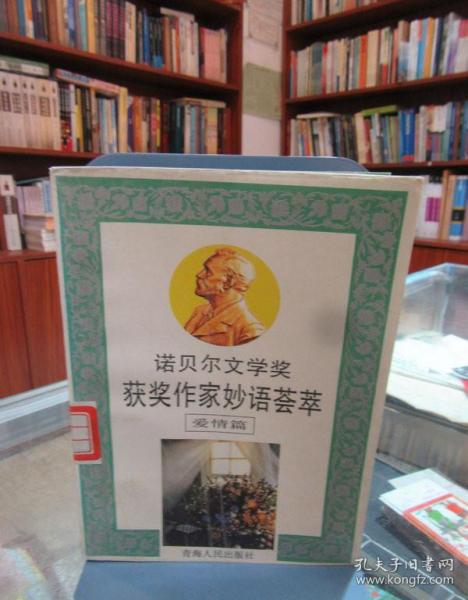 诺贝尔文学奖
获奖作家妙语荟萃
爱情篇
青海人民出版社
孔夫子旧书网
www.kongfz.com